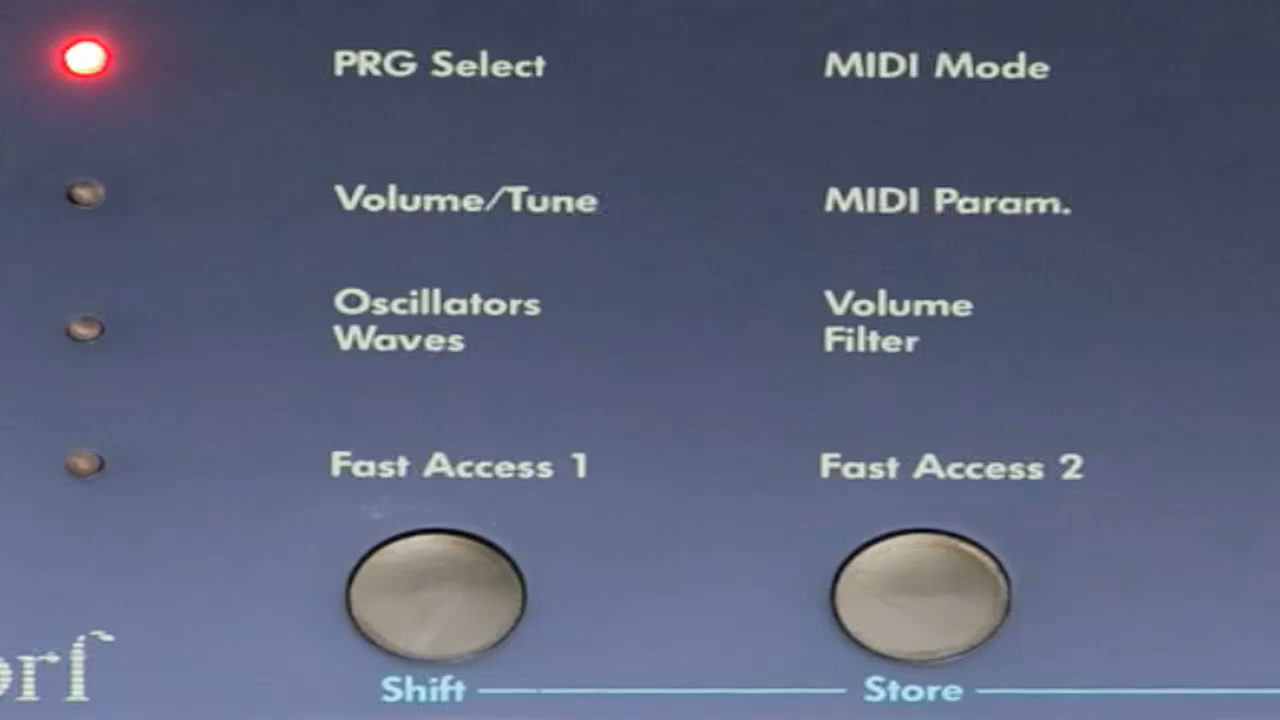 PRG Select MIDI Mode
Volume/Tune MIDI Param.
Oscillators Volume
Waves Filter
Fast Access 1 Fast Access 2
orf
Shift Store